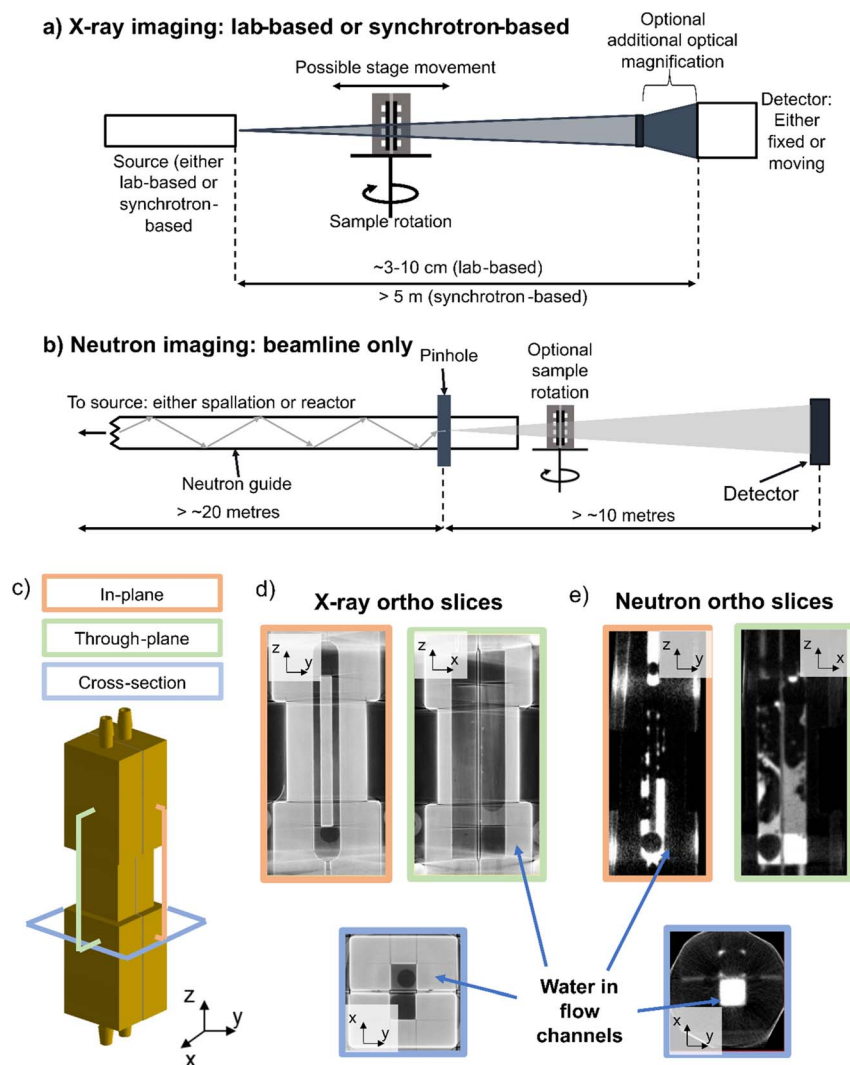 a) X-ray imaging: lab-based or synchrotron-based
Optional
additional optical
magnification
Possible stage movement
Detector:
Either
fixed or
moving
Source (either
lab-based or
synchrotron-
based
Sample rotation
~3-10 cm (lab-based)
> 5 m (synchrotron-based)
b) Neutron imaging: beamline only
Pinhole
Optional
sample
rotation
To source: either spallation or reactor
Neutron guide
Detector
> ~20 metres
> ~10 metres
c)
In-plane
Through-plane
Cross-section
z
y
x
d)
X-ray ortho slices
z
y
z
x
x
y
e)
Neutron ortho slices
z
y
z
x
x
y
Water in
flow
channels